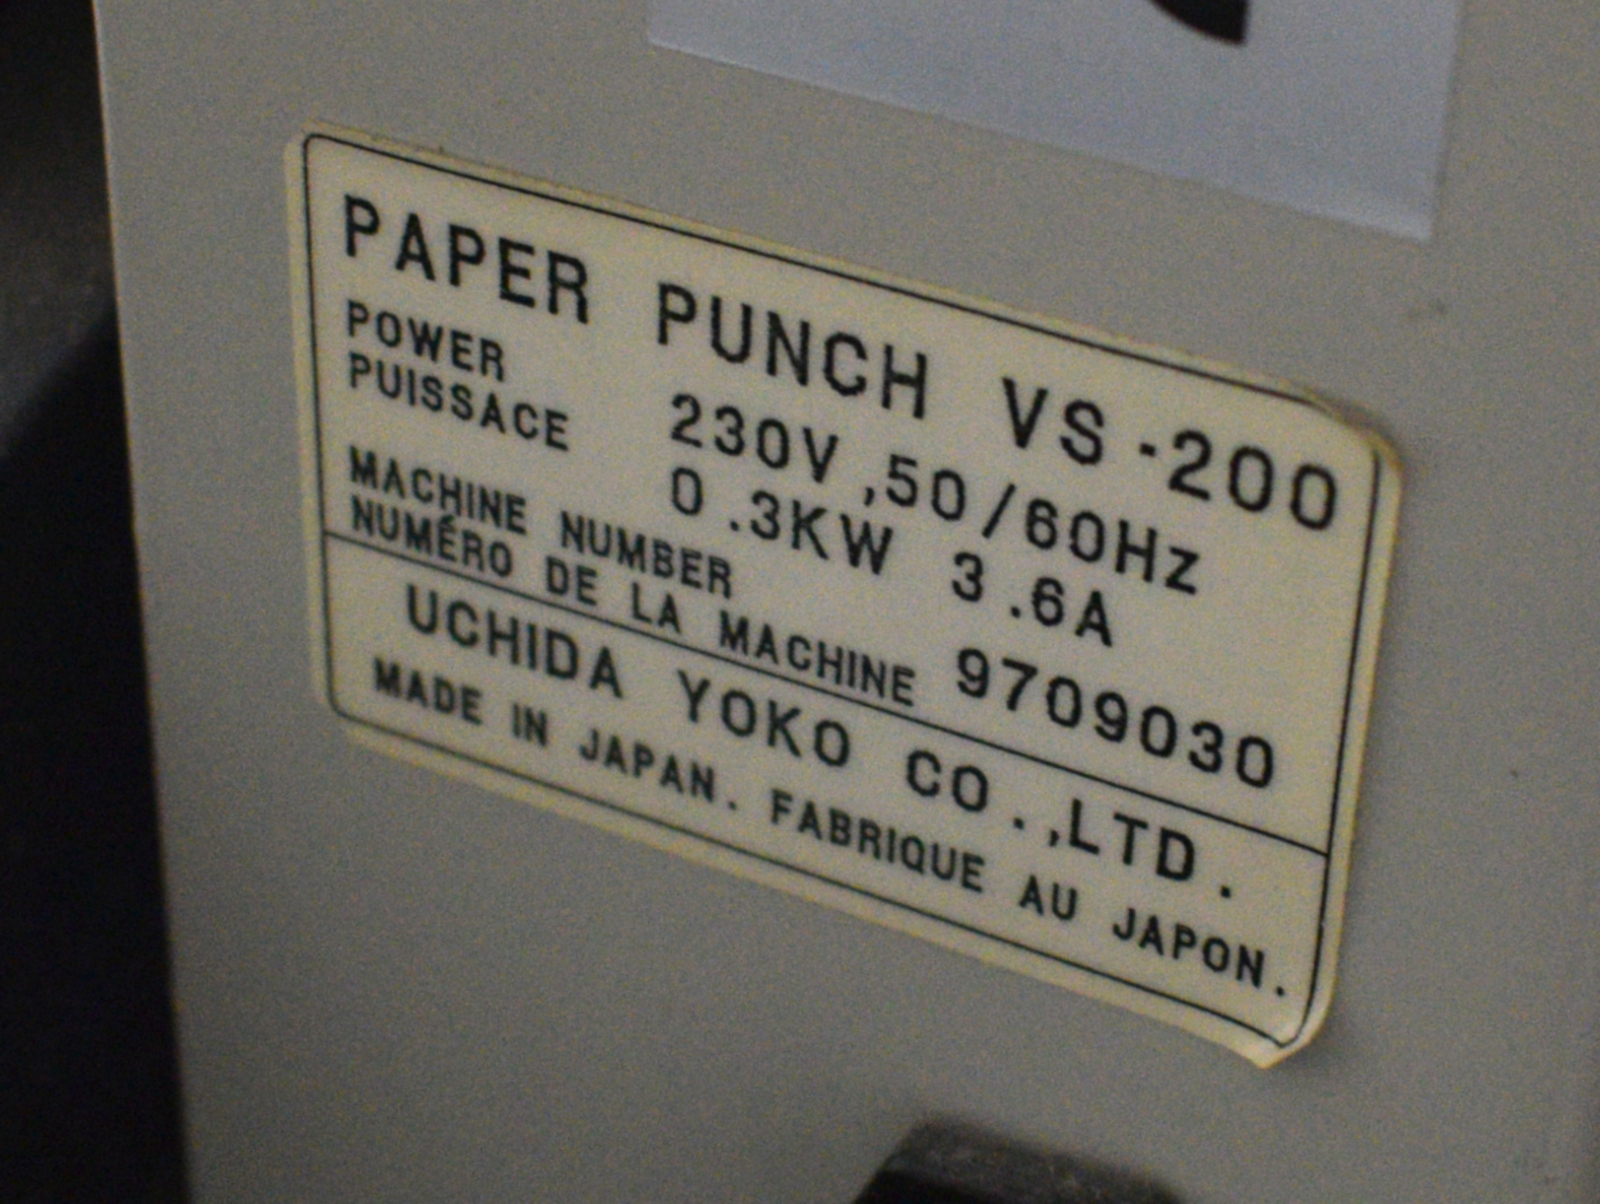 PAPER PUNCH VS-200
POWER
PUISSACE
230V,50/60Hz
0.3KW 3.6A
MACHINE NUMBER
NUMÉRO DE LA MACHINE 9709030
UCHIDA YOKO CO.,LTD.
MADE IN JAPAN. FABRIQUE AU JAPON.